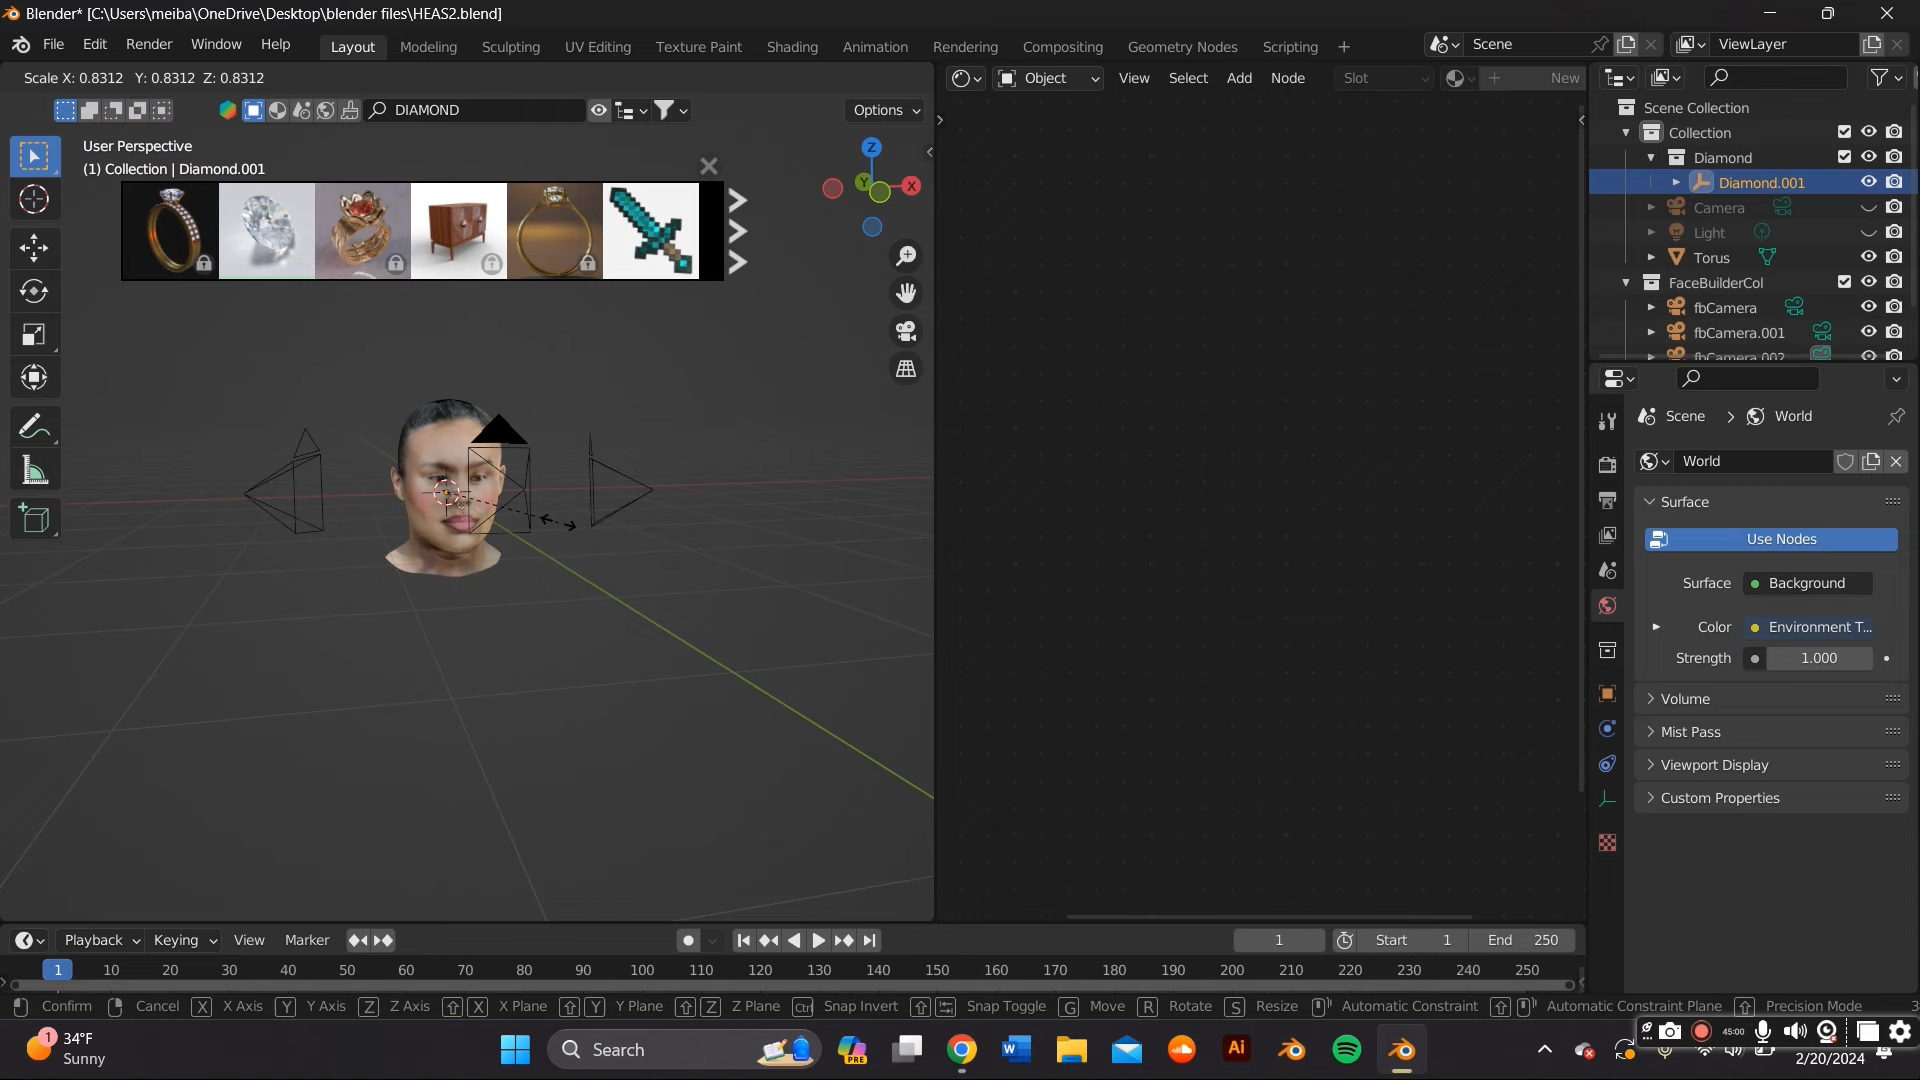 Blender* [C:\Users\meiba\OneDrive\Desktop\blender files\HEAS2.blend]
File Edit Render Window Help Layout Modeling Sculpting UV Editing Texture Paint Shading Animation Rendering Compositing Geometry Nodes Scripting + Scene ViewLayer
Scale X: 0.8312 Y: 0.8312 Z: 0.8312
Object View Select Add Node Slot New
DIAMOND
Options
User Perspective
(1) Collection | Diamond.001
Z
Y
X
Scene Collection
Collection
Diamond
Diamond.001
Camera
Light
Torus
FaceBuilderCol
fbCamera
fbCamera.001
fbCamera.002
Scene > World
World
Surface
Use Nodes
Surface Background
Color Environment T...
Strength 1.000
Volume
Mist Pass
Viewport Display
Custom Properties
Playback Keying View Marker 1 Start 1 End 250
1 10 20 30 40 50 60 70 80 90 100 110 120 130 140 150 160 170 180 190 200 210 220 230 240 250
Confirm Cancel X X Axis Y Y Axis Z Z Axis X X Plane Y Y Plane Z Z Plane Ctrl Snap Invert Snap Toggle G Move R Rotate S Resize Automatic Constraint Automatic Constraint Plane Precision Mode
1 34°F
Sunny
Search
PRE
Ai
45:00
2/20/2024